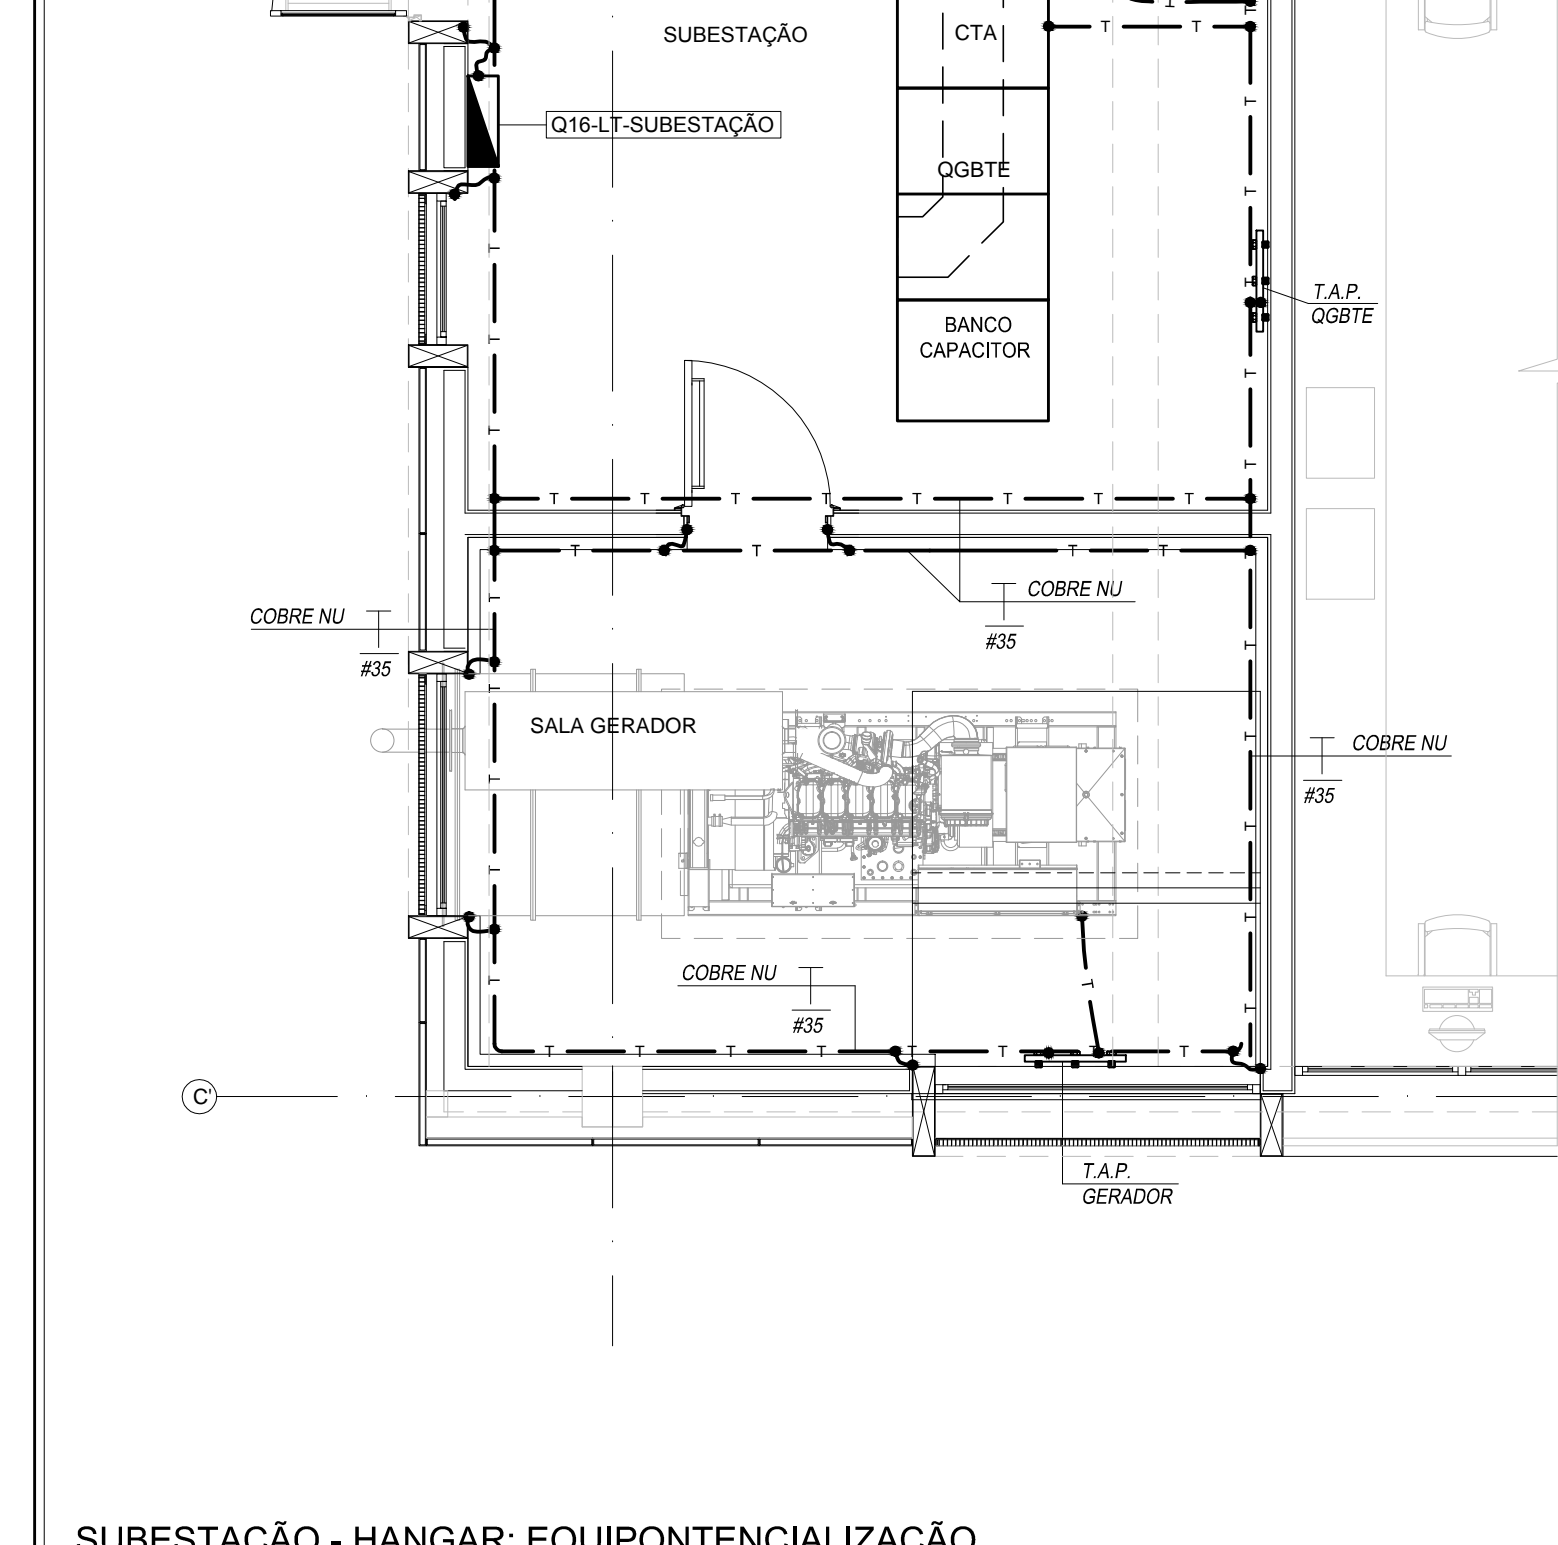 SUBESTAÇÃO
CTA
Q16-LT-SUBESTAÇÃO
QGBTE
T.A.P.
QGBTE
BANCO
CAPACITOR
COBRE NU
#35
COBRE NU
#35
SALA GERADOR
COBRE NU
#35
COBRE NU
#35
C'
T.A.P.
GERADOR
SUBESTAÇÃO - HANGAR: EQUIPONTENCIALIZAÇÃO